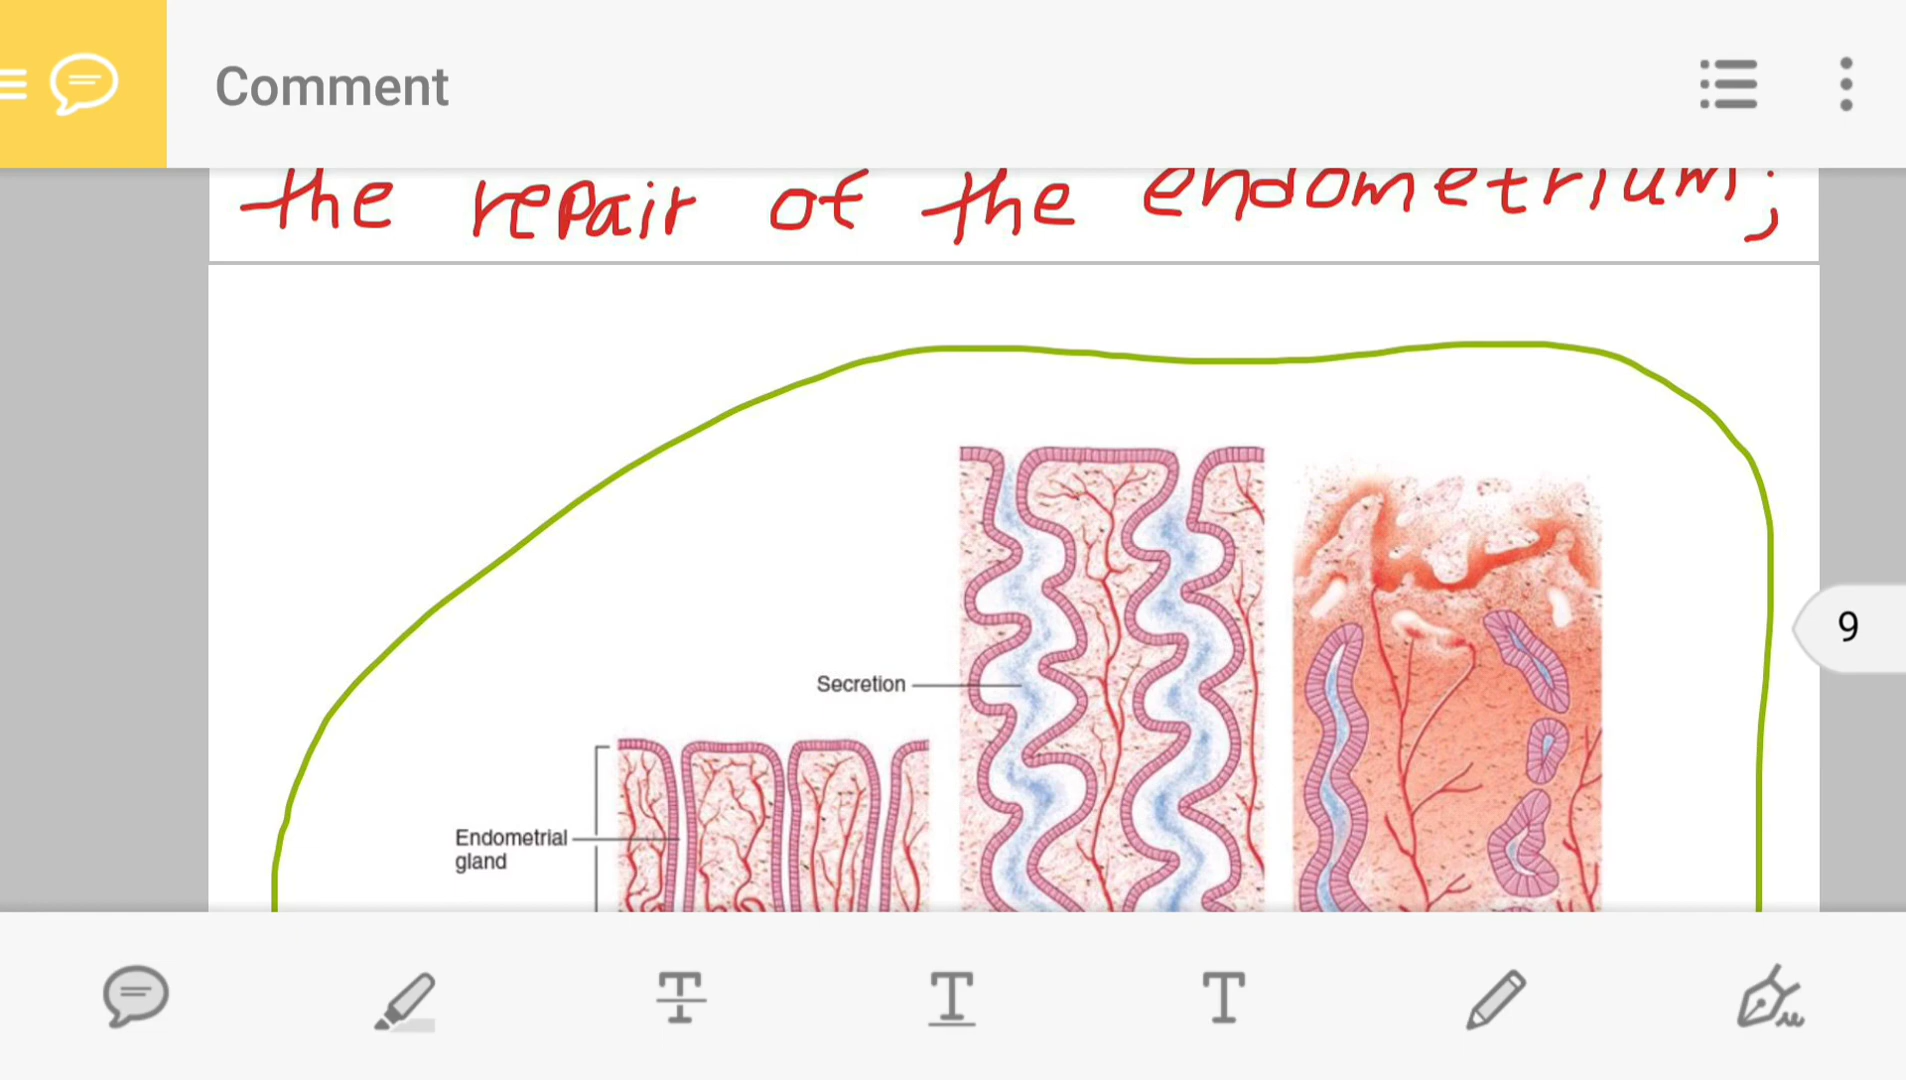 Comment
the repair of the endometrium;
9
Secretion
Endometrial
gland